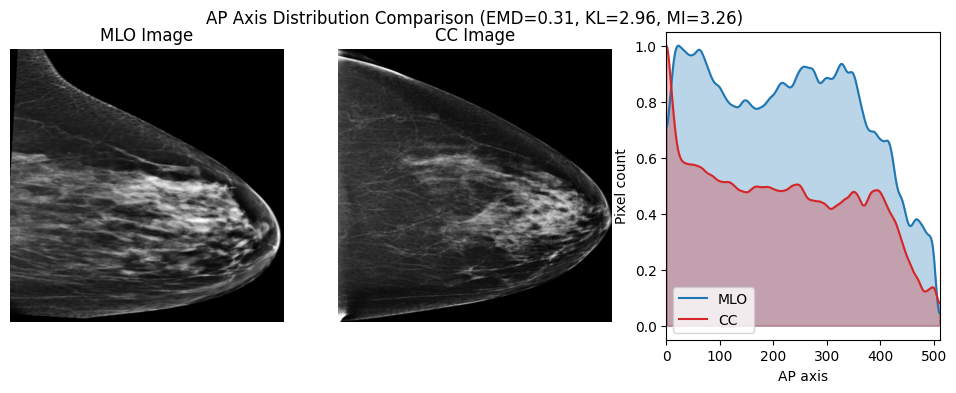 AP Axis Distribution Comparison (EMD=0.31, KL=2.96, MI=3.26)
MLO Image
CC Image
1.0
0.8
0.6
0.4
0.2
0.0
Pixel count
MLO
CC
0 100 200 300 400 500
AP axis